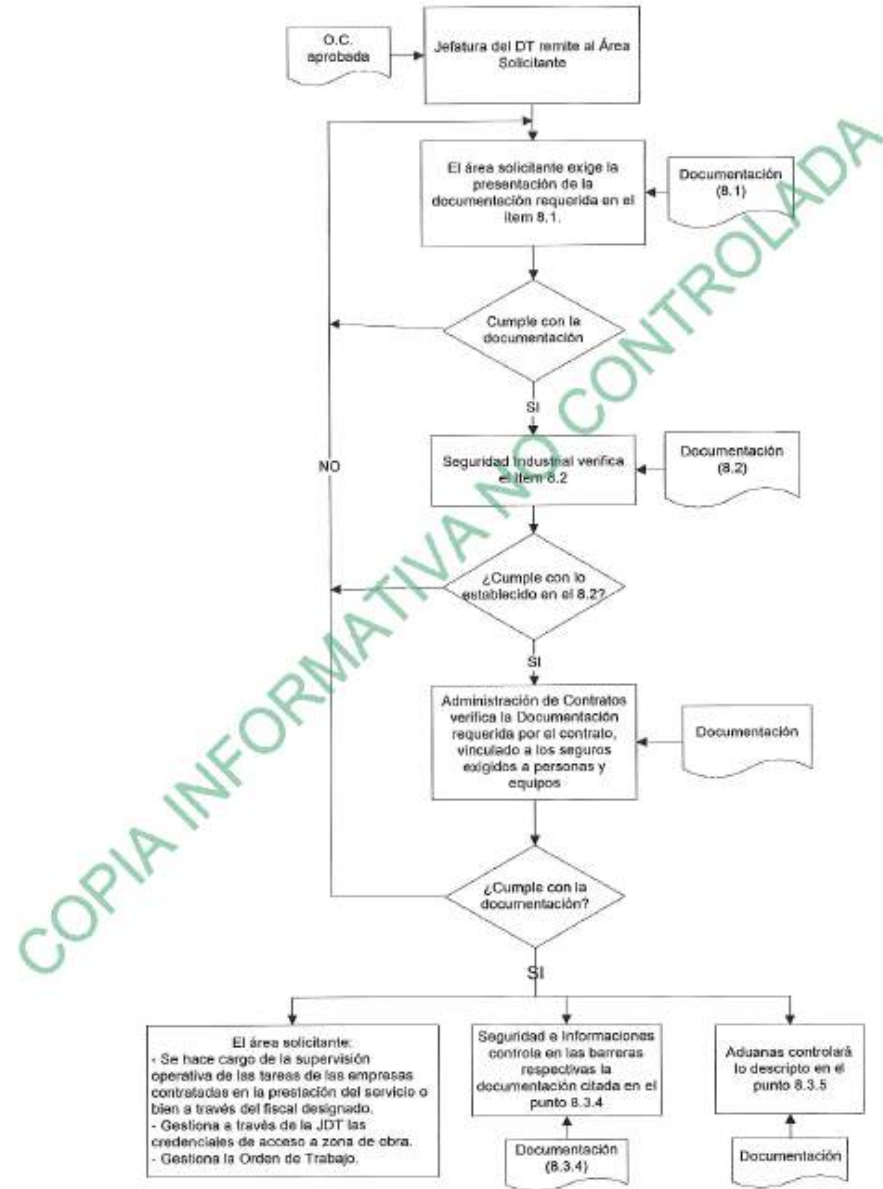 O.C.
aprobada
Jefatura del DT remite al Área
Solicitante
El área solicitante exige la
presentación de la
documentación requerida en el
item 8.1.
Documentación
(8.1)
Cumple con la
documentación
SI
NO
Seguridad Industrial verifica
el Item 8.2
Documentación
(8.2)
¿Cumple con lo
establecido en el 8.2?
SI
Administración de Contratos
verifica la Documentación
requerida por el contrato,
vinculado a los seguros
exigidos a personas y
equipos
Documentación
¿Cumple con la
documentación?
SI
El área solicitante:
- Se hace cargo de la supervisión
operativa de las tareas de las empresas
contratadas en la prestación del servicio o
bien a través del fiscal designado.
- Gestiona a través de la JDT las
credenciales de acceso a zona de obra.
- Gestiona la Orden de Trabajo.
Seguridad e Informaciones
controla en las barreras
respectivas la
documentación citada en el
punto 8.3.4
Aduanas controlará
lo descripto en el
punto 8.3.5
Documentación
(8.3.4)
Documentación
COPIA INFORMATIVA NO CONTROLADA